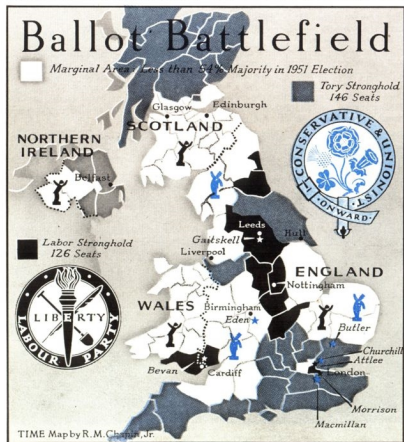 Ballot Battlefield
Marginal Area: Less than 54% Majority in 1951 Election
Tory Stronghold
146 Seats
Glasgow
Edinburgh
SCOTLAND
NORTHERN
IRELAND
Belfast
CONSERVATIVE & UNIONIST
ONWARD
Labor Stronghold
126 Seats
Leeds
Hull
Gaitskell
Liverpool
ENGLAND
Nottingham
LIBERTY
LABOUR PARTY
WALES
Birmingham
Eden
Butler
Churchill
Attlee
London
Bevan
Cardiff
Morrison
Macmillan
TIME Map by R.M. Chapin, Jr.